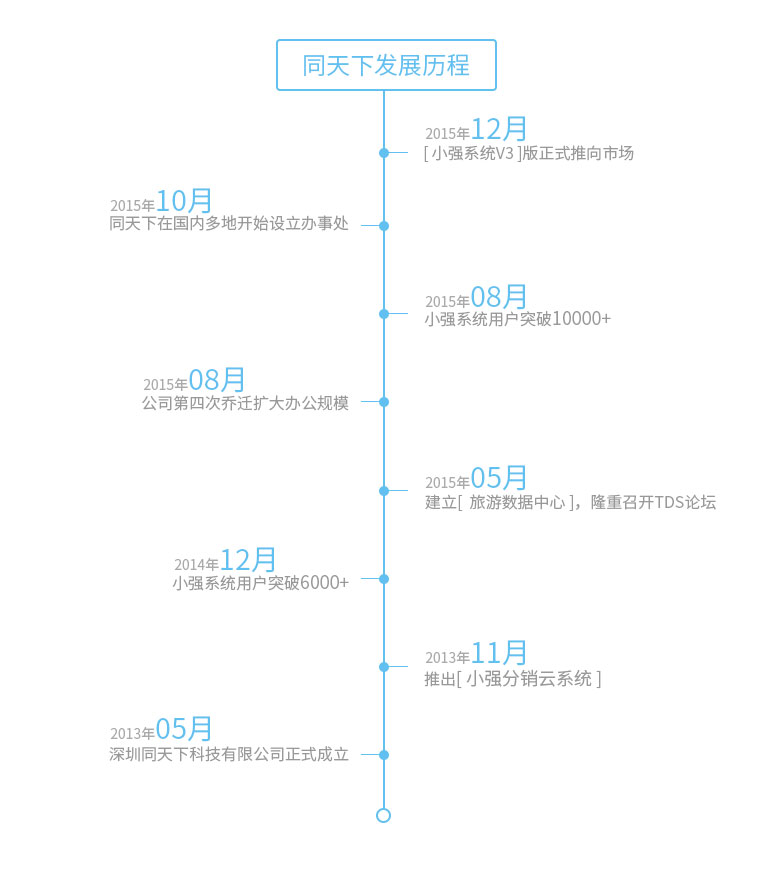 同天下发展历程
2015年12月
[ 小强系统V3 ]版正式推向市场
2015年10月
同天下在国内多地开始设立办事处
2015年08月
小强系统用户突破10000+
2015年08月
公司第四次乔迁扩大办公规模
2015年05月
建立[ 旅游数据中心 ]，隆重召开TDS论坛
2014年12月
小强系统用户突破6000+
2013年11月
推出[ 小强分销云系统 ]
2013年05月
深圳同天下科技有限公司正式成立